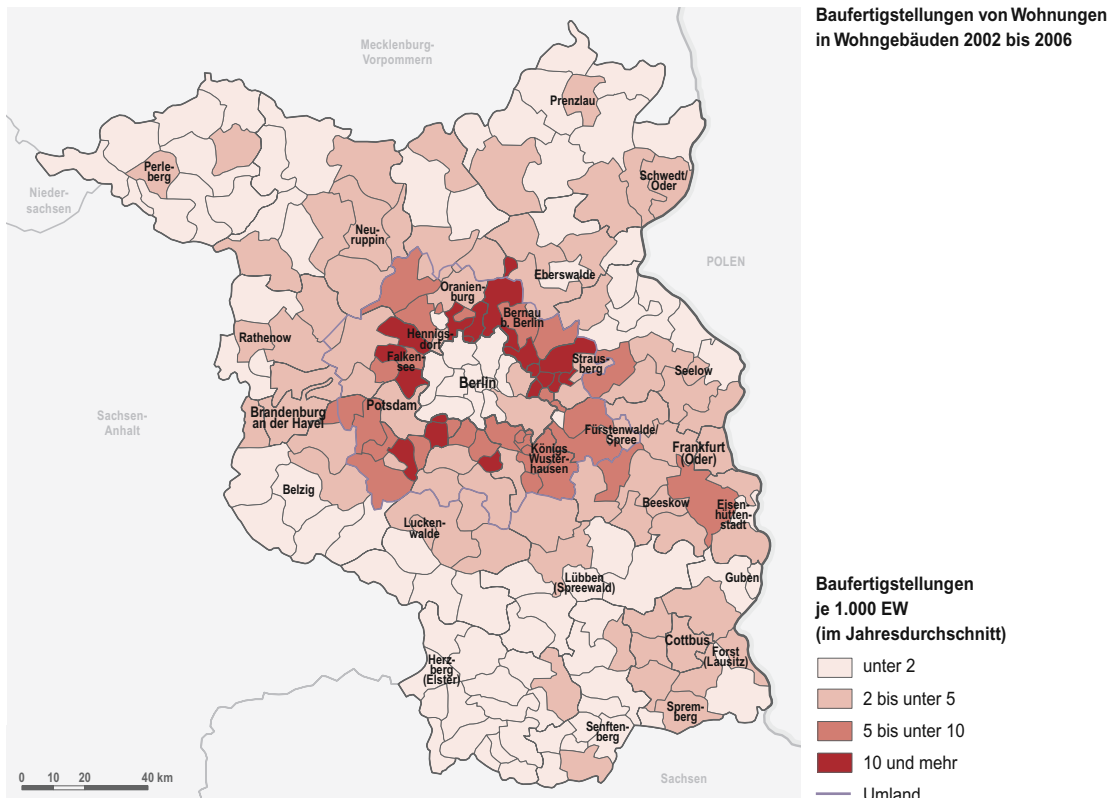 Baufertigstellungen von Wohnungen
in Wohngebäuden 2002 bis 2006
Mecklenburg-
Vorpommern
Prenzlau
Perle-
berg
Schwedt/
Oder
Nieder-
sachsen
Neu-
ruppin
POLEN
Eberswalde
Oranien-
burg
Bernau
b. Berlin
Hennigs-
dorf
Rathenow
Falken-
see
Straus-
berg
Seelow
Berlin
Potsdam
Sachsen-
Anhalt
Brandenburg
an der Havel
Fürstenwalde/
Spree
Frankfurt
(Oder)
Königs
Wuster-
hausen
Belzig
Beeskow
Eisen-
hütten-
stadt
Lucken-
walde
Lübben
(Spreewald)
Guben
Cottbus
Forst
(Lausitz)
Herz-
berg
(Elster)
Sprem-
berg
Senften-
berg
Sachsen
0 10 20 40 km
Baufertigstellungen
je 1.000 EW
(im Jahresdurchschnitt)
unter 2
2 bis unter 5
5 bis unter 10
10 und mehr
Umland